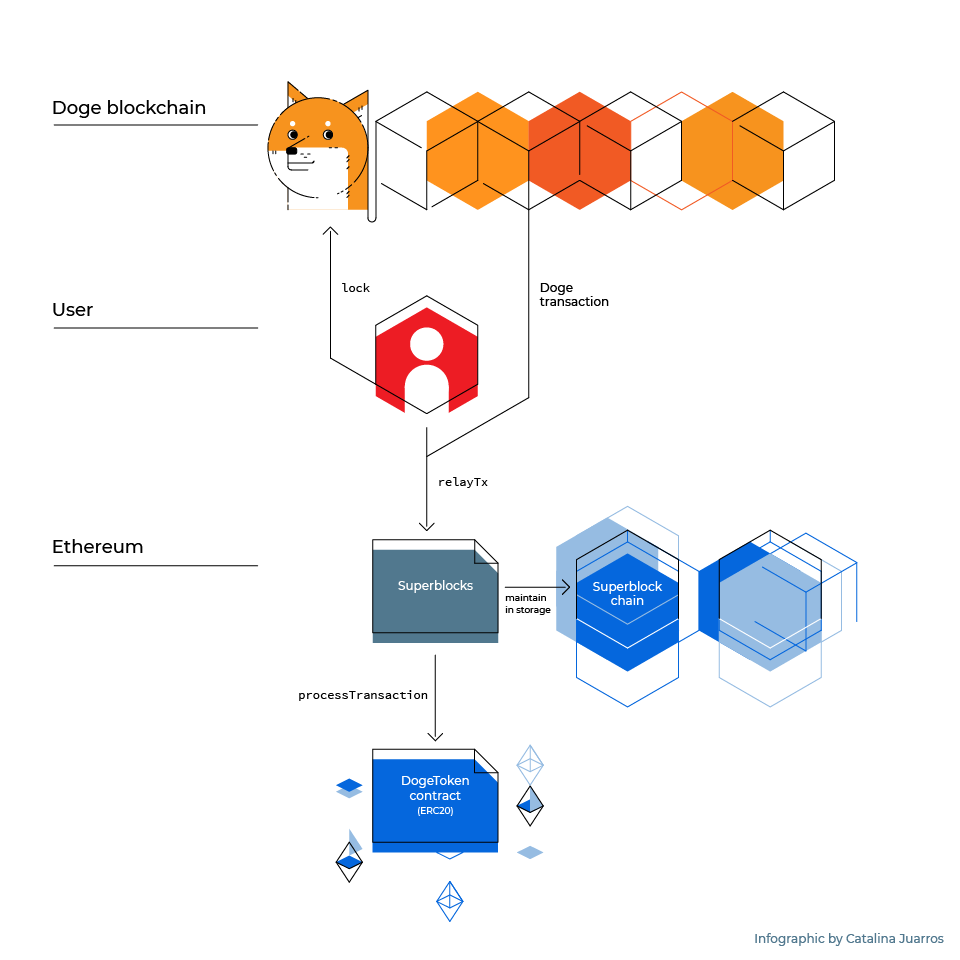 Doge blockchain
lock
Doge
transaction
User
relayTx
Ethereum
Superblocks
maintain
in storage
Superblock
chain
processTransaction
DogeToken
contract
(ERC20)
Infographic by Catalina Juarros